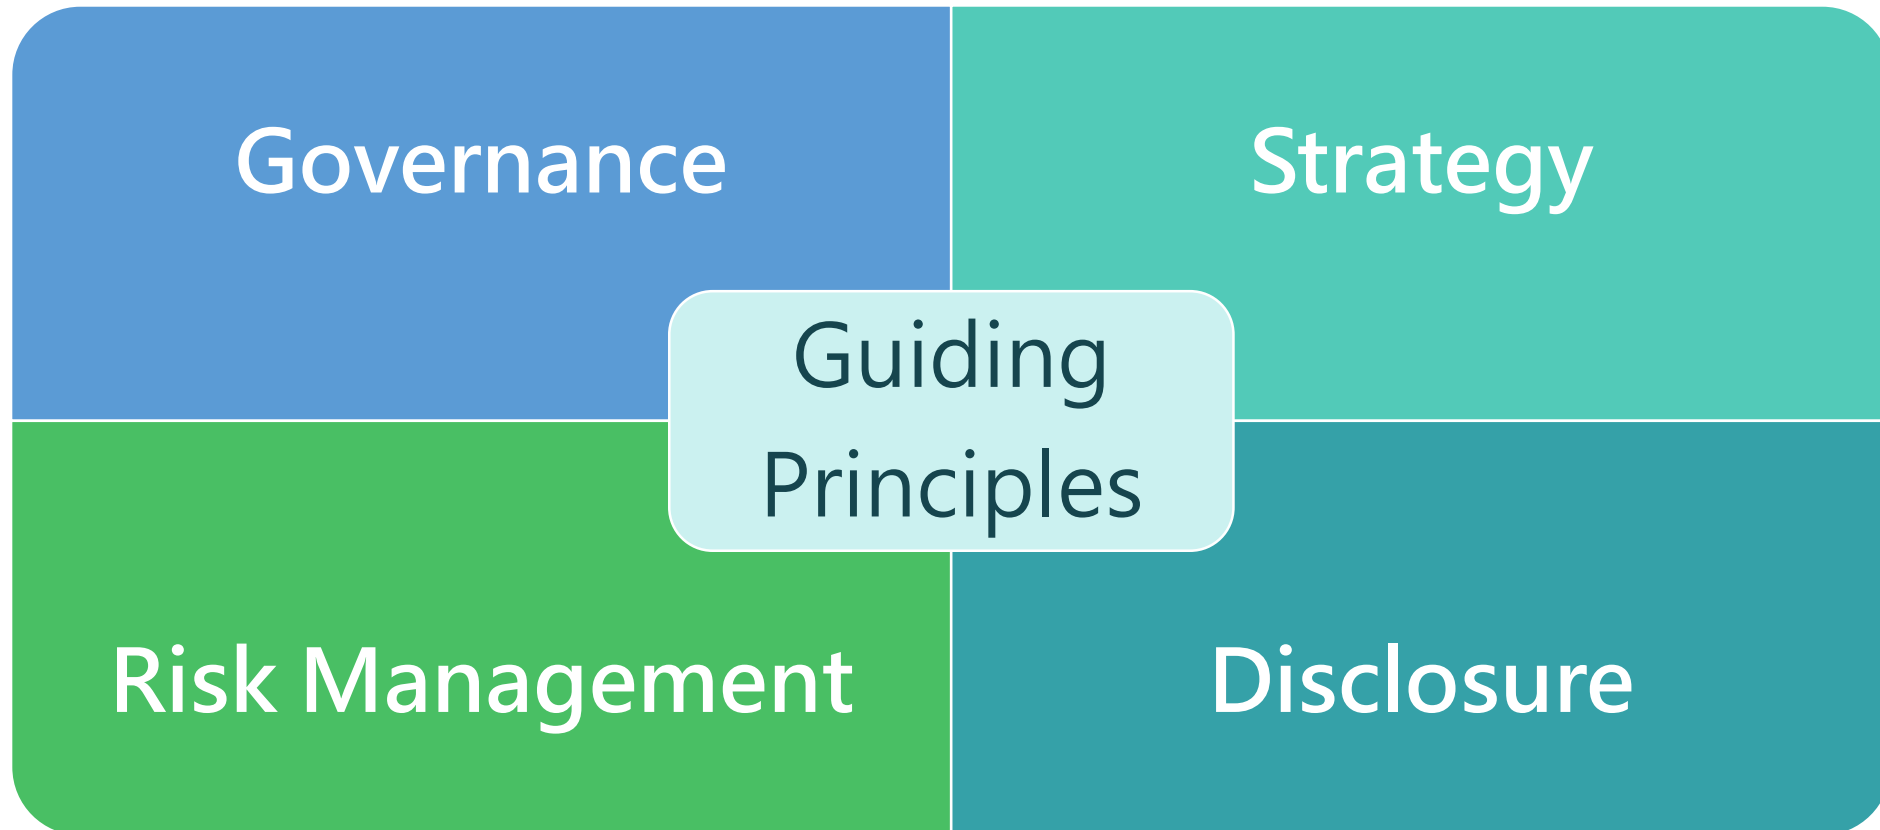 Governance
Strategy
Guiding
Principles
Risk Management
Disclosure